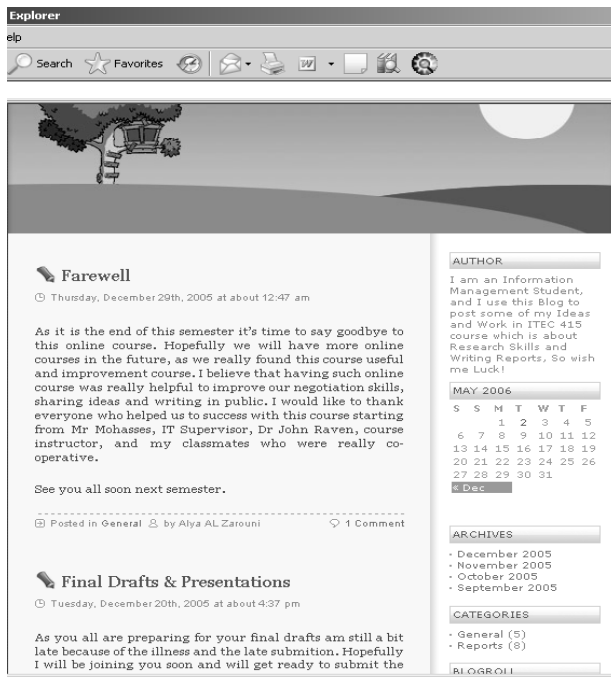 Explorer
elp
Search Favorites
Farewell
Thursday, December 29th, 2005 at about 12:47 am
As it is the end of this semester it's time to say goodbye to
this online course. Hopefully we will have more online
courses in the future, as we really found this course useful
and improvement course. I believe that having such online
course was really helpful to improve our negotiation skills,
sharing ideas and writing in public. I would like to thank
everyone who helped us to success with this course starting
from Mr Mohasses, IT Supervisor, Dr John Raven, course
instructor, and my classmates who were really co-
operative.
See you all soon next semester.
Posted in General by Alya AL Zarouni 1 Comment
Final Drafts & Presentations
Tuesday, December 20th, 2005 at about 4:37 pm
As you all are preparing for your final drafts am still a bit
late because of the illness and the late submition. Hopefully
I will be joining you soon and will get ready to submit the
AUTHOR
I am an Information
Management Student,
and I use this Blog to
post some of my Ideas
and Work in ITEC 415
course which is about
Research Skills and
Writing Reports, So wish
me Luck!
MAY 2006
S S M T W T F
1 2 3 4 5
6 7 8 9 10 11 12
13 14 15 16 17 18 19
20 21 22 23 24 25 26
27 28 29 30 31
« Dec
ARCHIVES
· December 2005
· November 2005
· October 2005
· September 2005
CATEGORIES
· General (5)
· Reports (8)
BLOGROLL